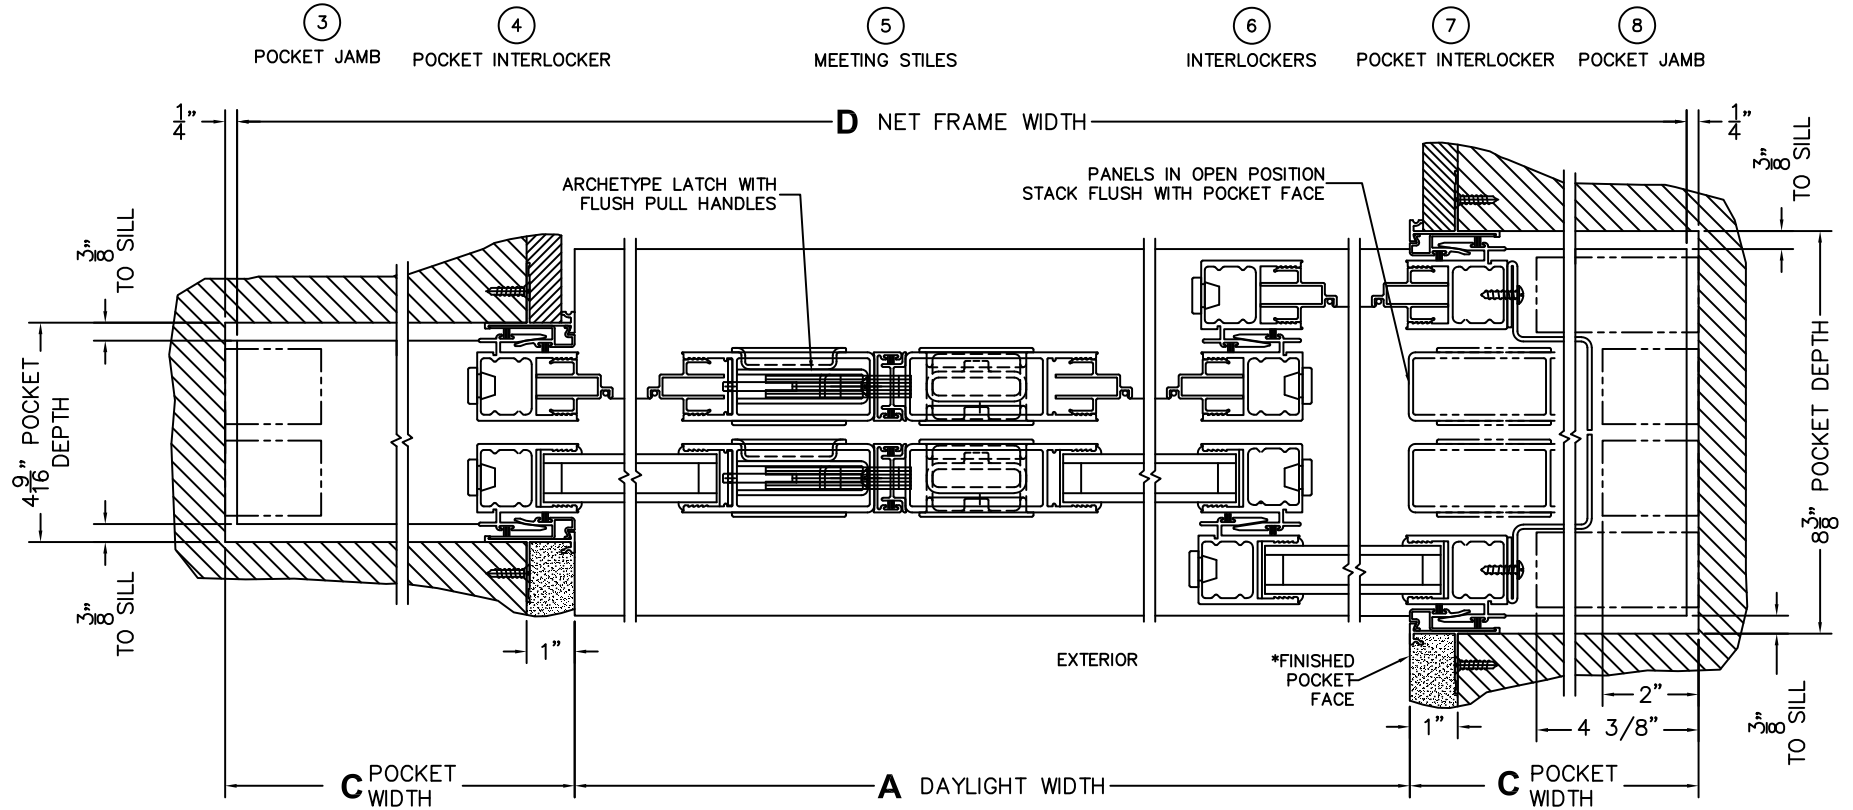 3
POCKET JAMB
4
POCKET INTERLOCKER
5
MEETING STILES
6
INTERLOCKERS
7
POCKET INTERLOCKER
8
POCKET JAMB
1/4"
D NET FRAME WIDTH
1/4"
ARCHETYPE LATCH WITH
FLUSH PULL HANDLES
PANELS IN OPEN POSITION
STACK FLUSH WITH POCKET FACE
3/8"
TO SILL
3/8"
TO SILL
4 9/16" POCKET
DEPTH
8 3/8" POCKET DEPTH
3/8"
TO SILL
1"
EXTERIOR
*FINISHED
POCKET
FACE
1"
2"
4 3/8"
3/8"
TO SILL
C POCKET
WIDTH
A DAYLIGHT WIDTH
C POCKET
WIDTH